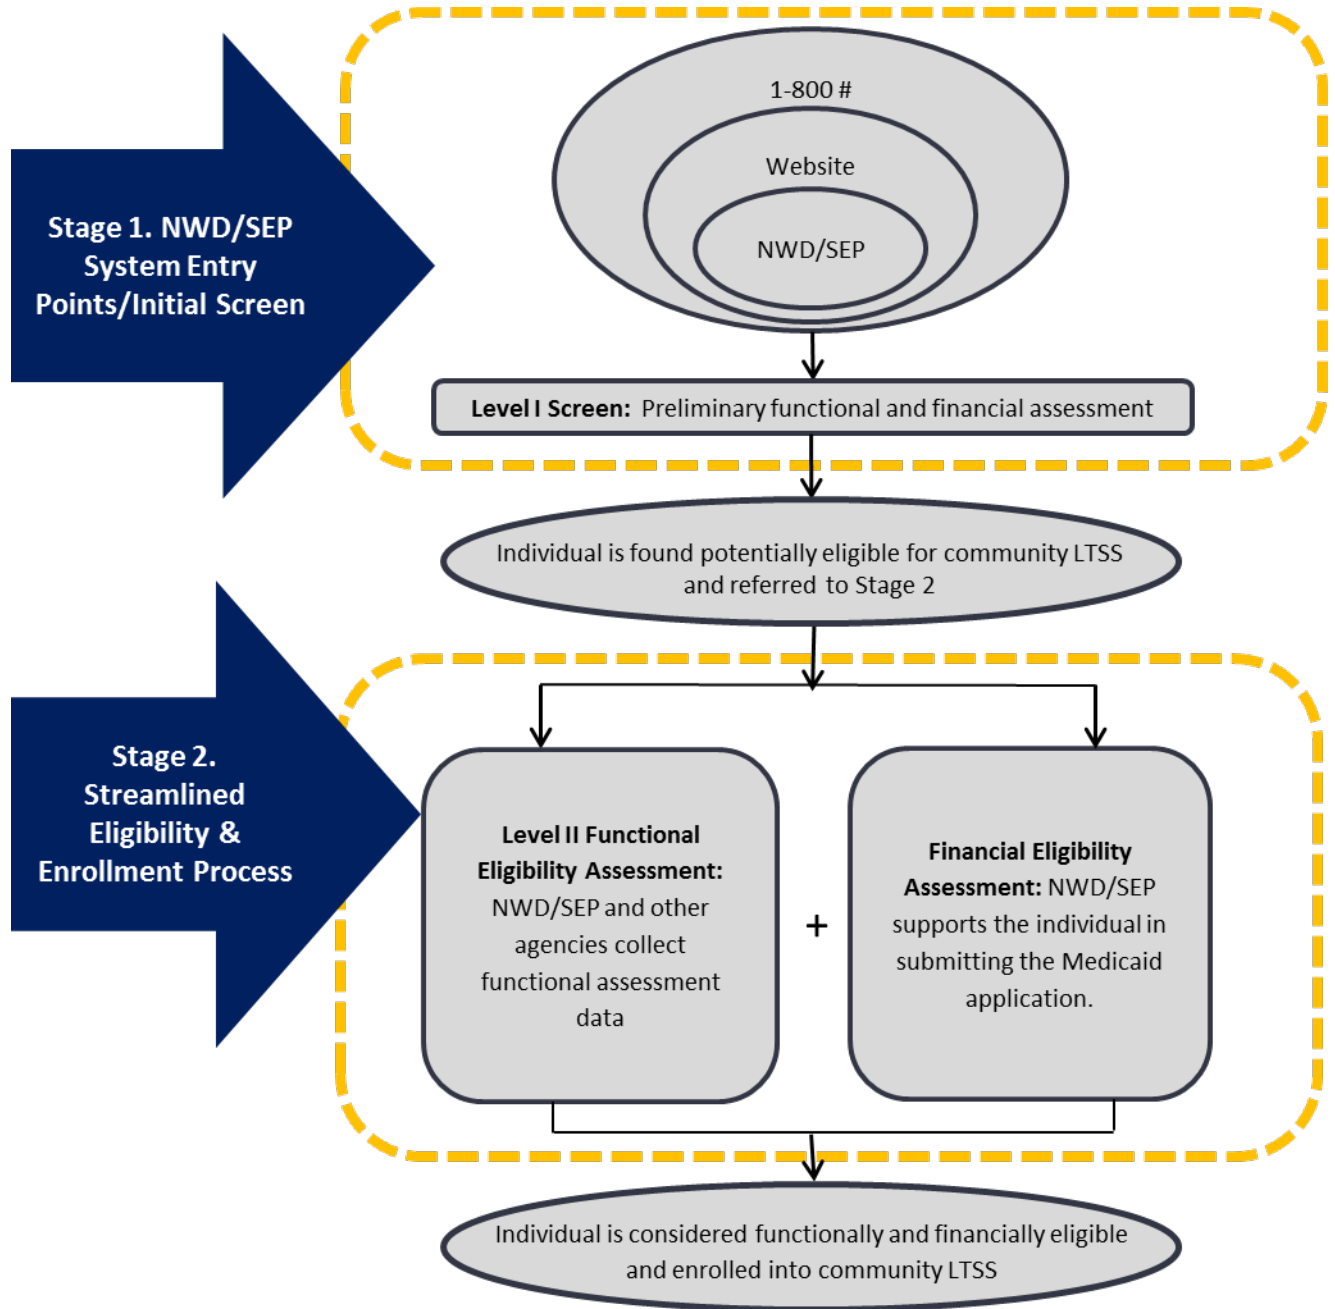 1-800 #
Website
NWD/SEP
Stage 1. NWD/SEP
System Entry
Points/Initial Screen
Level I Screen: Preliminary functional and financial assessment
Individual is found potentially eligible for community LTSS
and referred to Stage 2
Stage 2.
Streamlined
Eligibility &
Enrollment Process
Level II Functional
Eligibility Assessment:
NWD/SEP and other
agencies collect
functional assessment
data
+
Financial Eligibility
Assessment: NWD/SEP
supports the individual in
submitting the Medicaid
application.
Individual is considered functionally and financially eligible
and enrolled into community LTSS